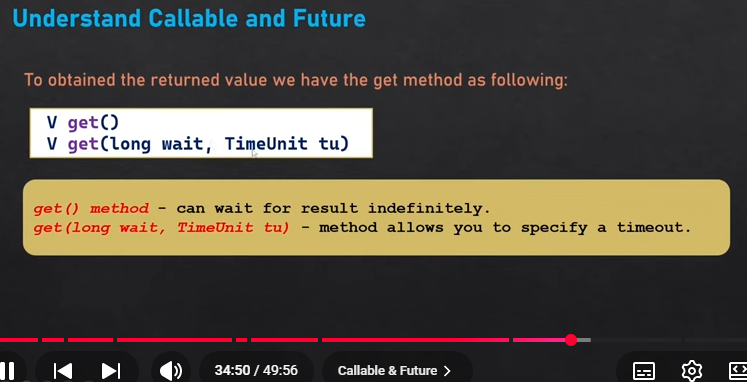 Understand Callable and Future
To obtained the returned value we have the get method as following:
V get()
V get(long wait, TimeUnit tu)
get() method - can wait for result indefinitely.
get(long wait, TimeUnit tu) - method allows you to specify a timeout.
34:50 / 49:56
Callable & Future